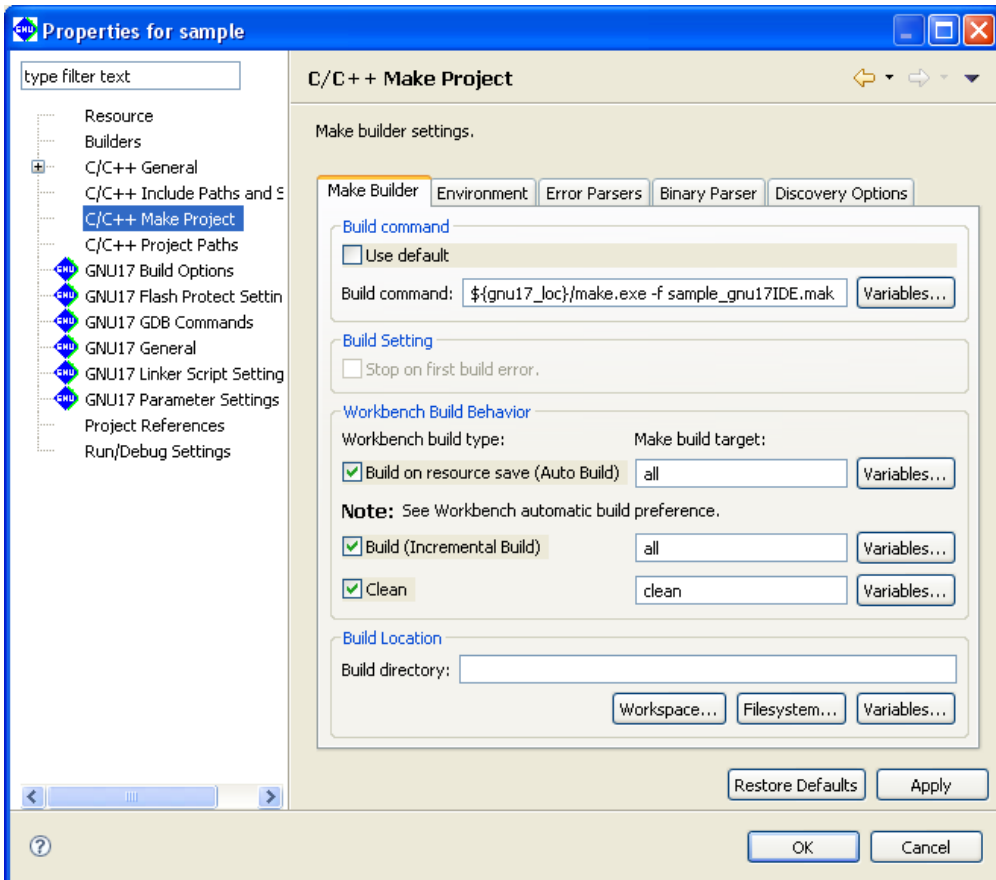 Properties for sample
type filter text
Resource
Builders
C/C++ General
C/C++ Include Paths and S
C/C++ Make Project
C/C++ Project Paths
GNU17 Build Options
GNU17 Flash Protect Settin
GNU17 GDB Commands
GNU17 General
GNU17 Linker Script Setting
GNU17 Parameter Settings
Project References
Run/Debug Settings
C/C++ Make Project
Make builder settings.
Make Builder Environment Error Parsers Binary Parser Discovery Options
Build command
Use default
Build command: ${gnu17_loc}/make.exe -f sample_gnu17IDE.mak Variables...
Build Setting
Stop on first build error.
Workbench Build Behavior
Workbench build type: Make build target:
Build on resource save (Auto Build) all Variables...
Note: See Workbench automatic build preference.
Build (Incremental Build) all Variables...
Clean clean Variables...
Build Location
Build directory:
Workspace... Filesystem... Variables...
Restore Defaults Apply
OK Cancel